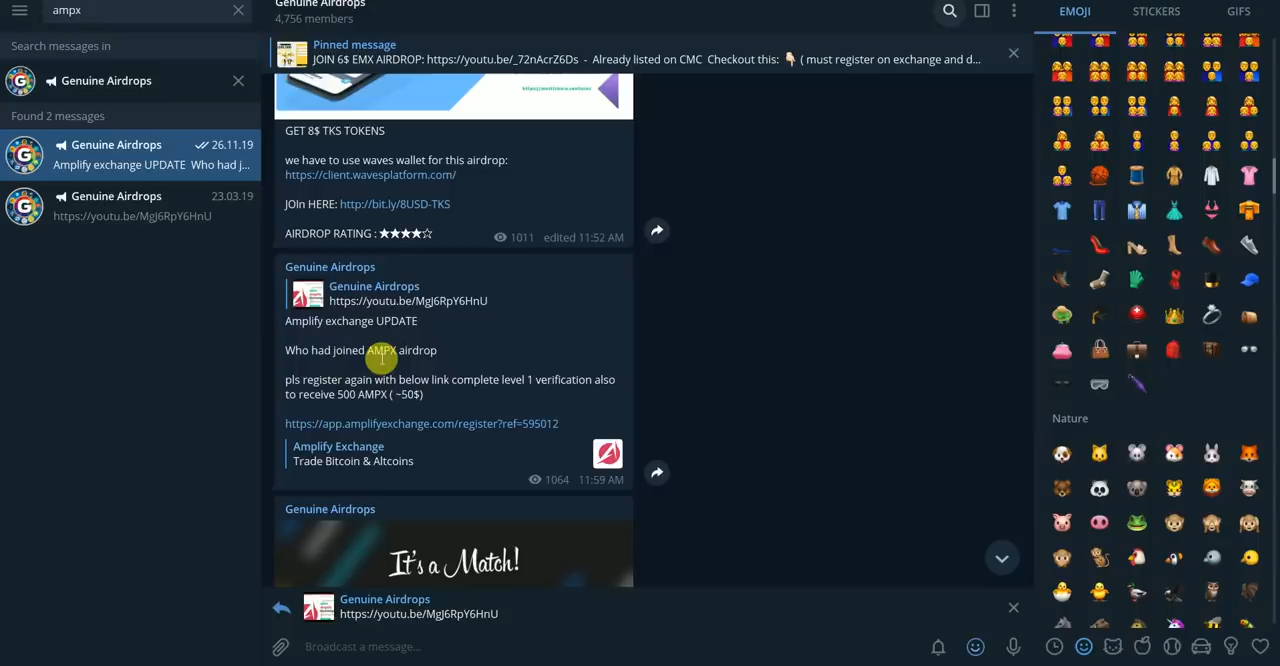 ampx
Genuine Airdrops
4,756 members
EMOJI
STICKERS
GIFS
Search messages in
Pinned message
JOIN 6$ EMX AIRDROP: https://youtu.be/_72nAcrZ6Ds - Already listed on CMC Checkout this: 👇🏻 ( must register on exchange and d...
Genuine Airdrops
Found 2 messages
Genuine Airdrops
26.11.19
Amplify exchange UPDATE Who had j...
Genuine Airdrops
23.03.19
https://youtu.be/MgJ6RpY6HnU
GET 8$ TKS TOKENS
we have to use waves wallet for this airdrop:
https://client.wavesplatform.com/
JOIn HERE: http://bit.ly/8USD-TKS
AIRDROP RATING : ★★★★☆
1011 edited 11:52 AM
Genuine Airdrops
Genuine Airdrops
https://youtu.be/MgJ6RpY6HnU
Amplify exchange UPDATE
Who had joined AMPX airdrop
pls register again with below link complete level 1 verification also
to receive 500 AMPX ( ~50$)
https://app.amplifyexchange.com/register?ref=595012
Amplify Exchange
Trade Bitcoin & Altcoins
1064 11:59 AM
Genuine Airdrops
It's a Match!
Genuine Airdrops
https://youtu.be/MgJ6RpY6HnU
Broadcast a message...
Nature